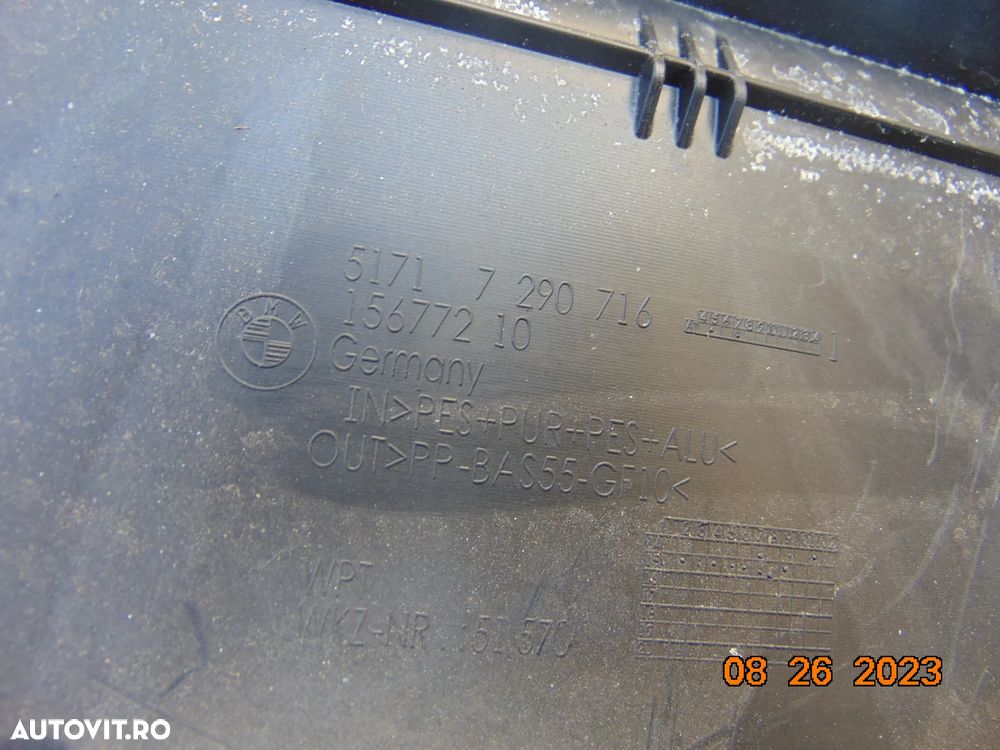 5171 7 290 716
156772 10
BMW
Germany
IN>PES+PUR+PES+ALU<
OUT>PP-BAS55-GF10<
1
WPT
WKZ-NR.:51570
08 26 2023
AUTOVIT.RO